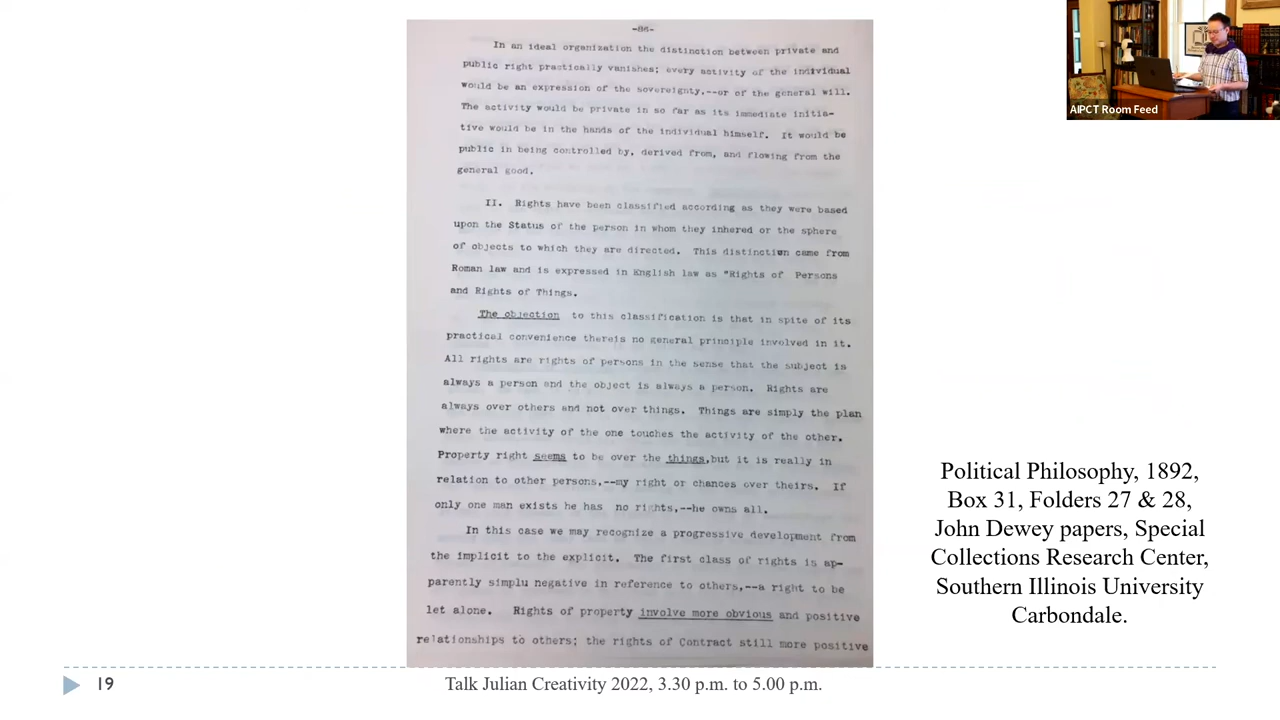 -86-
In an ideal organization the distinction between private and
public right practically vanishes; every activity of the individual
would be an expression of the sovereignty,--or of the general will.
The activity would be private in so far as its immediate initia-
tive would be in the hands of the individual himself. It would be
public in being controlled by, derived from, and flowing from the
general good.
II. Rights have been classified according as they were based
upon the Status of the person in whom they inhered or the sphere
of objects to which they are directed. This distinction came from
Roman law and is expressed in English law as "Rights of Persons
and Rights of Things.
The objection to this classification is that in spite of its
practical convenience thereis no general principle involved in it.
All rights are rights of persons in the sense that the subject is
always a person and the object is always a person. Rights are
always over others and not over things. Things are simply the plan
where the activity of the one touches the activity of the other.
Property right seems to be over the things,but it is really in
relation to other persons,--my right or chances over theirs. If
only one man exists he has no rights,--he owns all.
In this case we may recognize a progressive development from
the implicit to the explicit. The first class of rights is ap-
parently simplu negative in reference to others,--a right to be
let alone. Rights of property involve more obvious and positive
relationships to others; the rights of Contract still more positive
AIPCT Room Feed
Political Philosophy, 1892,
Box 31, Folders 27 & 28,
John Dewey papers, Special
Collections Research Center,
Southern Illinois University
Carbondale.
19
Talk Julian Creativity 2022, 3.30 p.m. to 5.00 p.m.